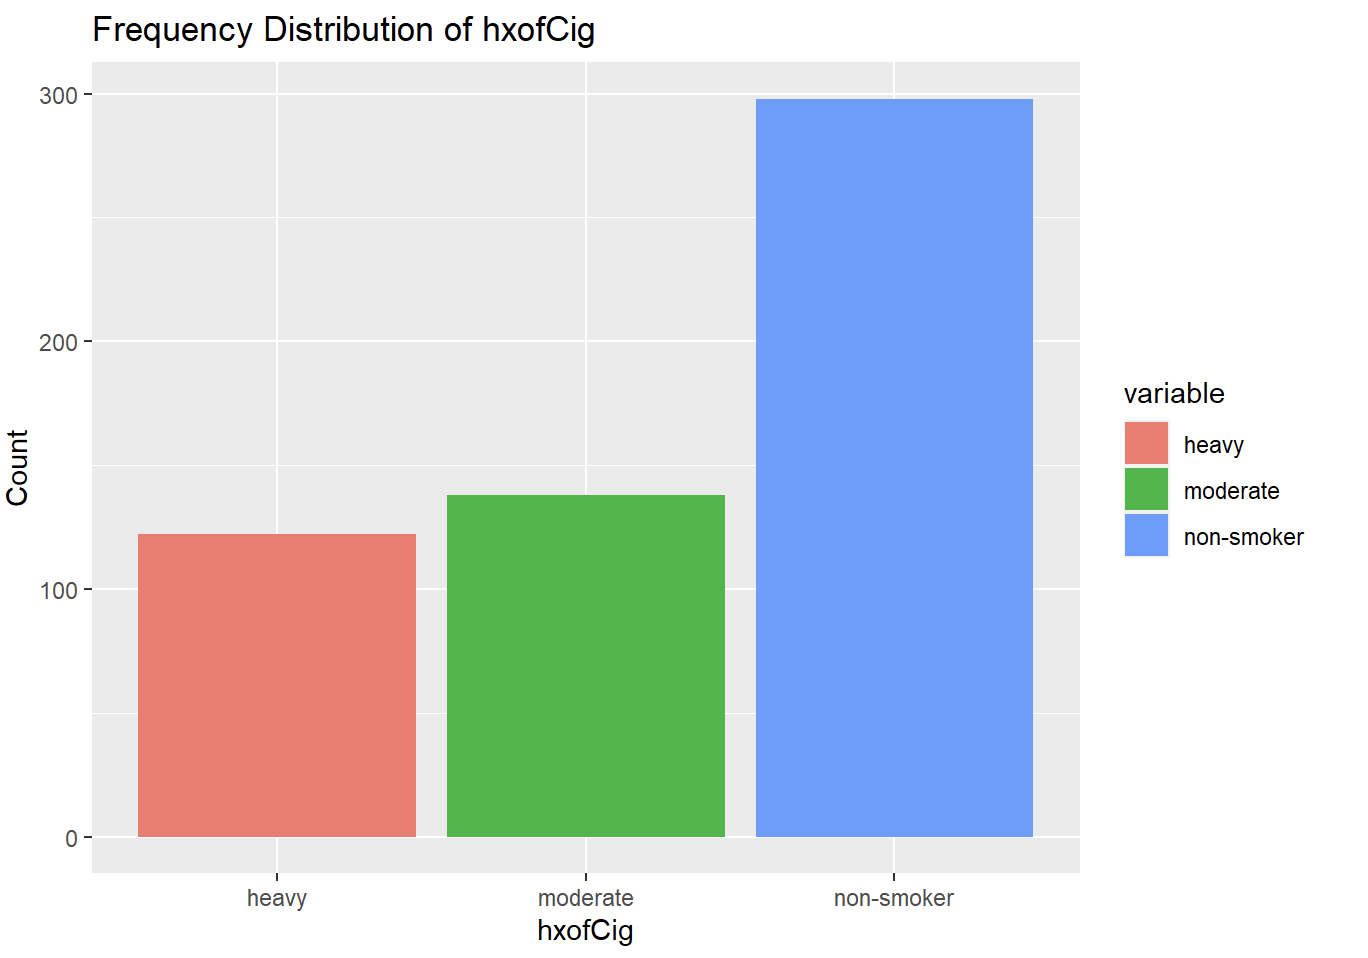 Frequency Distribution of hxofCig
300
200
100
0
Count
heavy
moderate
non-smoker
hxofCig
variable
heavy
moderate
non-smoker